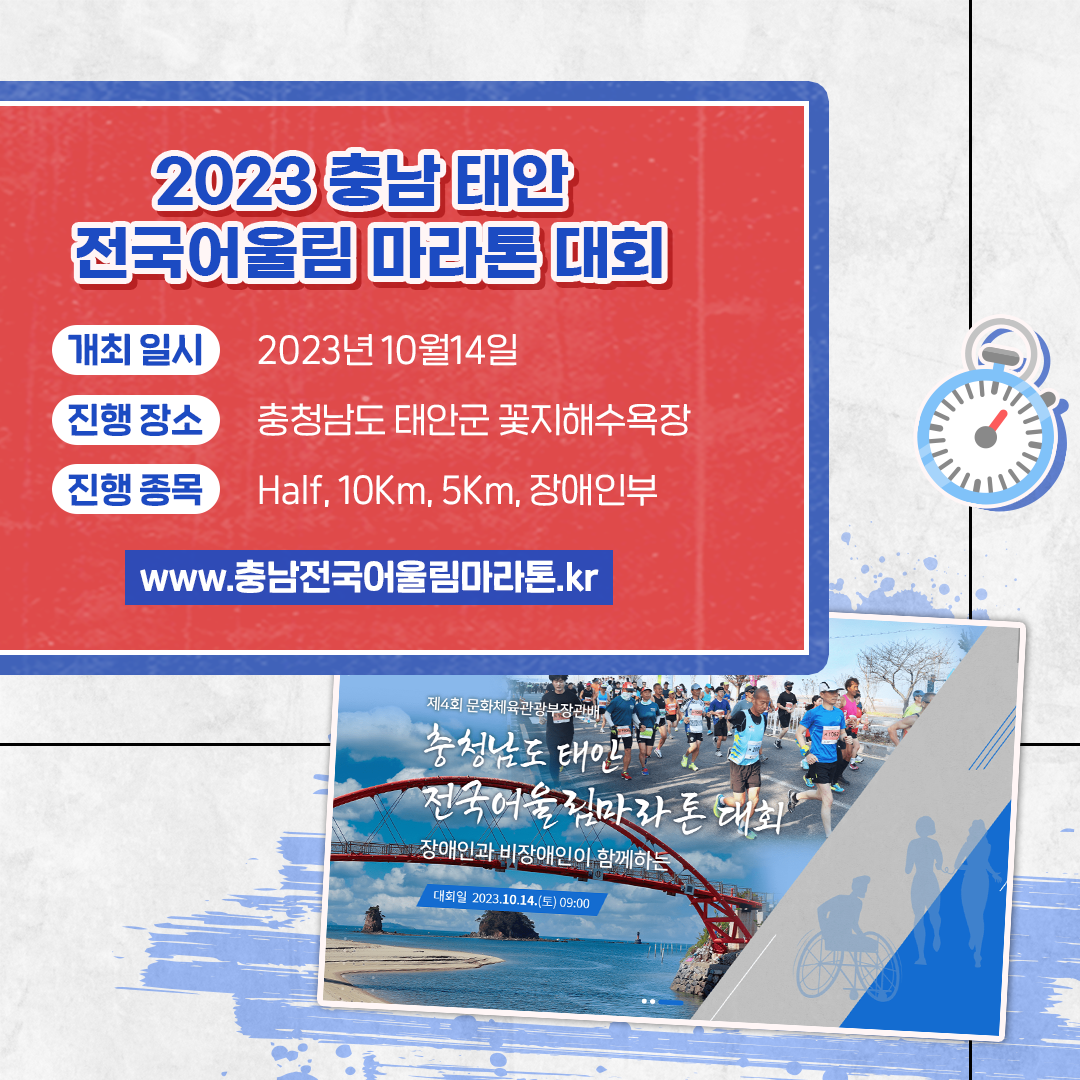 2023 충남 태안
전국어울림 마라톤 대회
개최 일시 2023년 10월14일
진행 장소 충청남도 태안군 꽃지해수욕장
진행 종목 Half, 10Km, 5Km, 장애인부
www.충남전국어울림마라톤.kr
제4회 문화체육관광부장관배
충청남도 태안
전국어울림마라톤 대회
장애인과 비장애인이 함께하는
대회일 2023.10.14.(토) 09:00